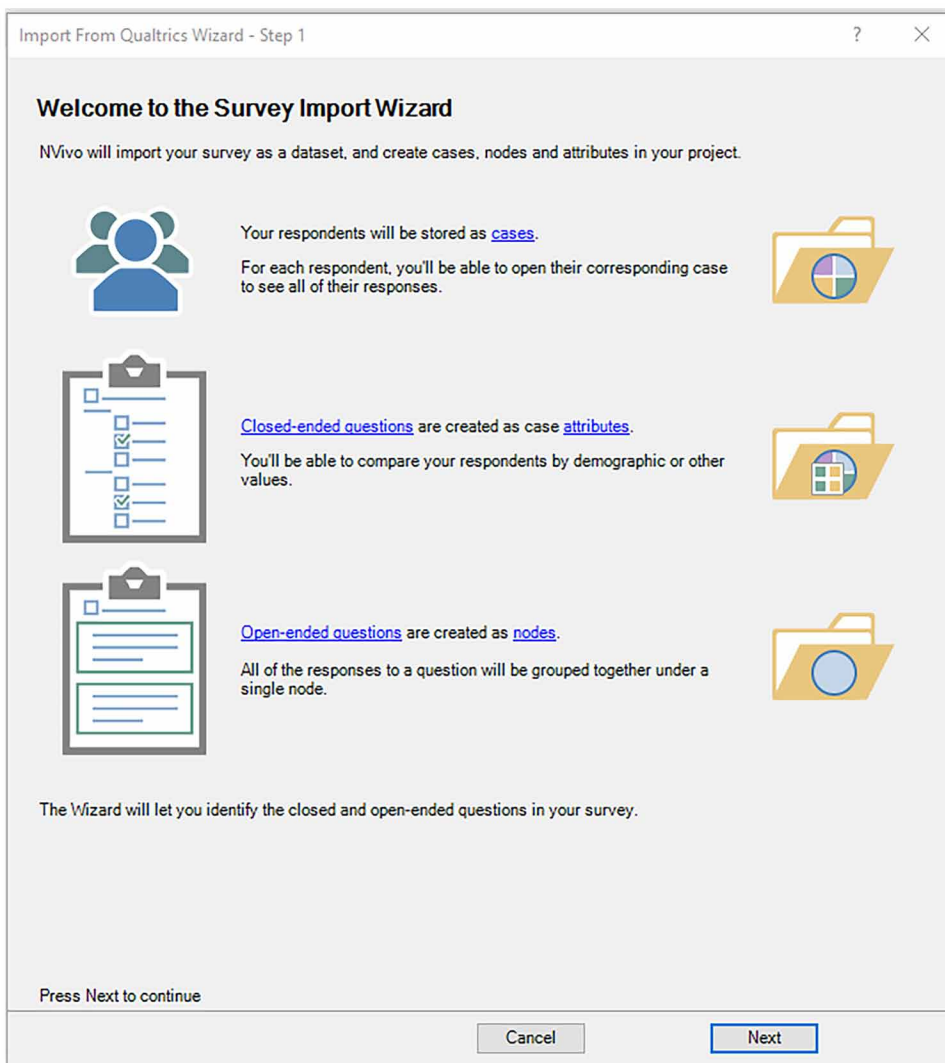 Import From Qualtrics Wizard - Step 1
?
Welcome to the Survey Import Wizard
NVivo will import your survey as a dataset, and create cases, nodes and attributes in your project.
Your respondents will be stored as cases.
For each respondent, you'll be able to open their corresponding case
to see all of their responses.
Closed-ended questions are created as case attributes.
You'll be able to compare your respondents by demographic or other
values.
Open-ended questions are created as nodes.
All of the responses to a question will be grouped together under a
single node.
The Wizard will let you identify the closed and open-ended questions in your survey.
Press Next to continue
Cancel
Next